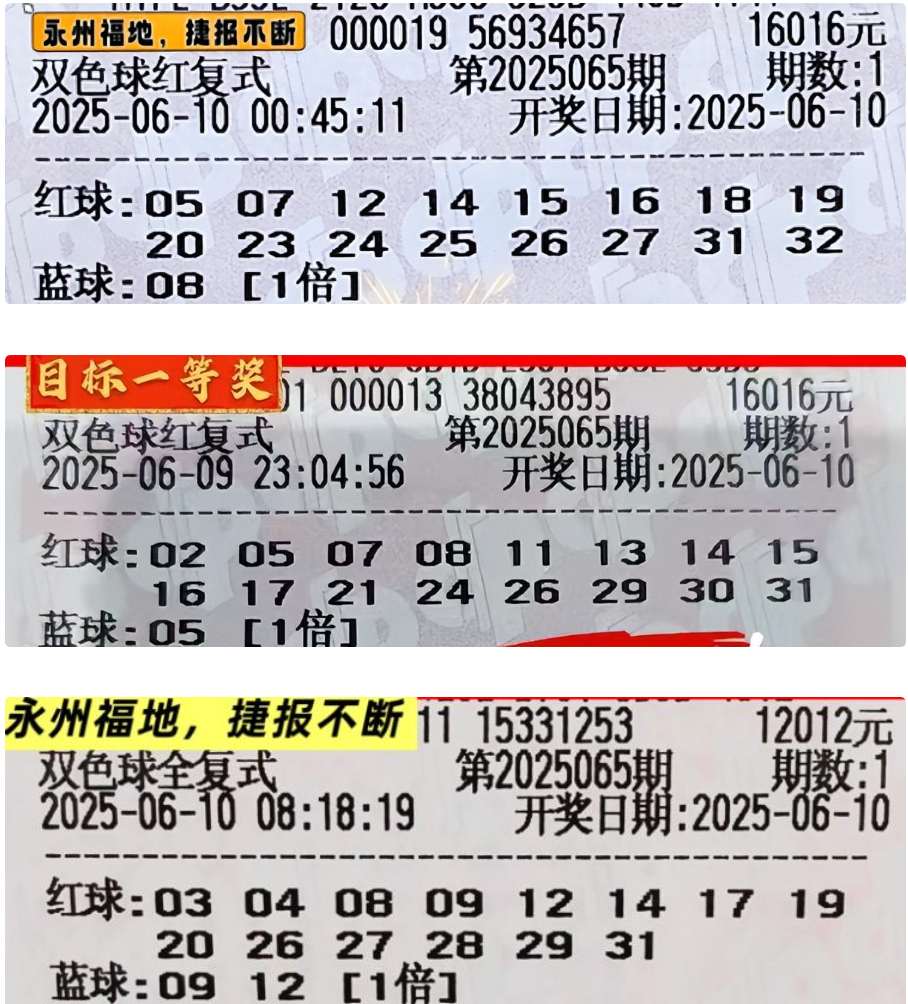 永州福地，捷报不断 000019 56934657 16016元
双色球红复式 第2025065期 期数:1
2025-06-10 00:45:11 开奖日期:2025-06-10
红球:05 07 12 14 15 16 18 19
20 23 24 25 26 27 31 32
蓝球:08 [1倍]
目标一等奖 01 000013 38043895 16016元
双色球红复式 第2025065期 期数:1
2025-06-09 23:04:56 开奖日期:2025-06-10
红球:02 05 07 08 11 13 14 15
16 17 21 24 26 29 30 31
蓝球:05 [1倍]
永州福地，捷报不断 11 15331253 12012元
双色球全复式 第2025065期 期数:1
2025-06-10 08:18:19 开奖日期:2025-06-10
红球:03 04 08 09 12 14 17 19
20 26 27 28 29 31
蓝球:09 12 [1倍]